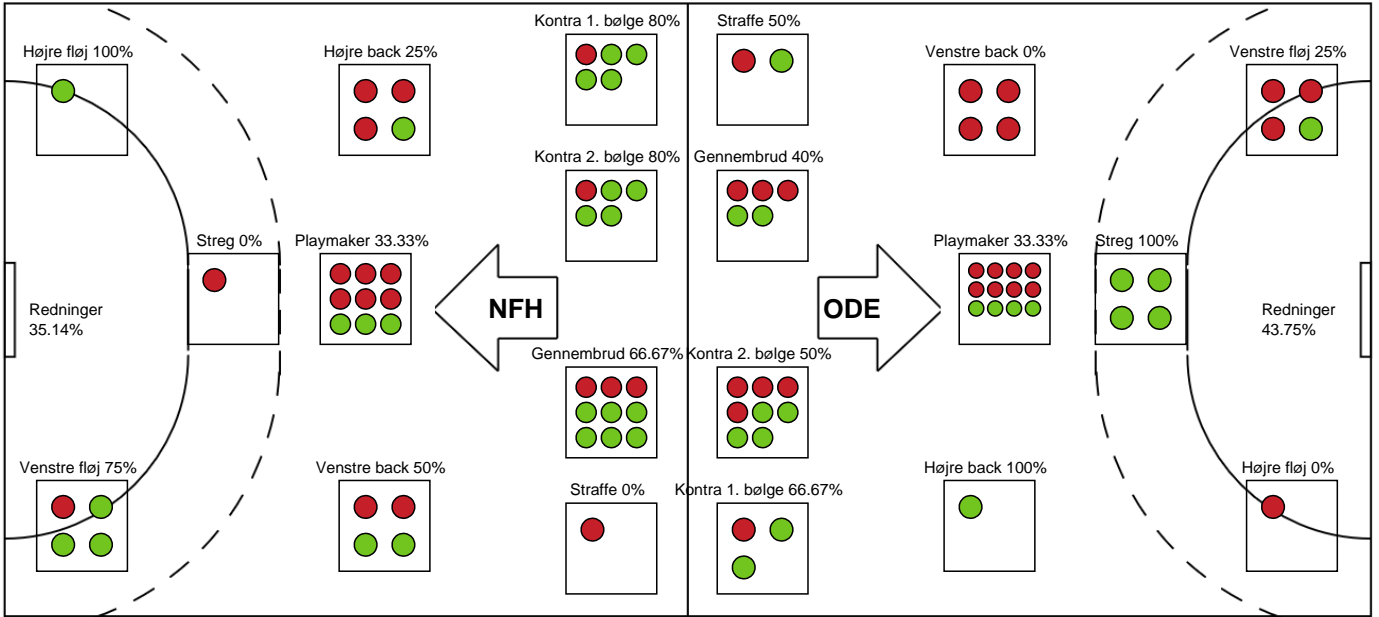 Kontra 1. bølge 80%
Straffe 50%
Højre fløj 100%
Højre back 25%
Venstre back 0%
Venstre fløj 25%
Kontra 2. bølge 80%
Gennembrud 40%
Streg 0%
Playmaker 33.33%
Playmaker 33.33%
Streg 100%
Redninger
35.14%
NFH
ODE
Redninger
43.75%
Gennembrud 66.67%
Kontra 2. bølge 50%
Venstre fløj 75%
Venstre back 50%
Straffe 0%
Kontra 1. bølge 66.67%
Højre back 100%
Højre fløj 0%